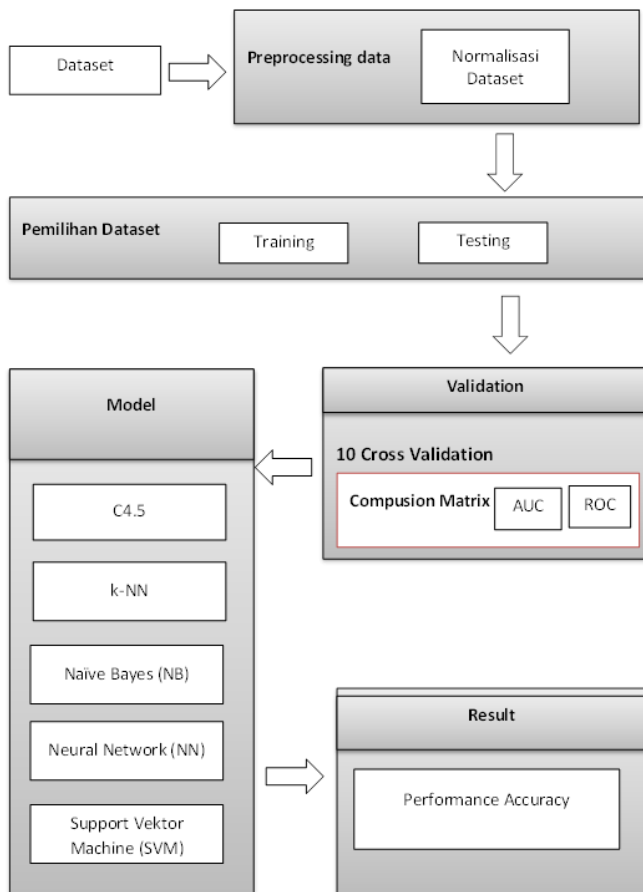 Dataset
Preprocessing data
Normalisasi
Dataset
Pemilihan Dataset
Training
Testing
Validation
10 Cross Validation
Compusion Matrix
AUC
ROC
Model
C4.5
k-NN
Naïve Bayes (NB)
Neural Network (NN)
Support Vektor
Machine (SVM)
Result
Performance Accuracy